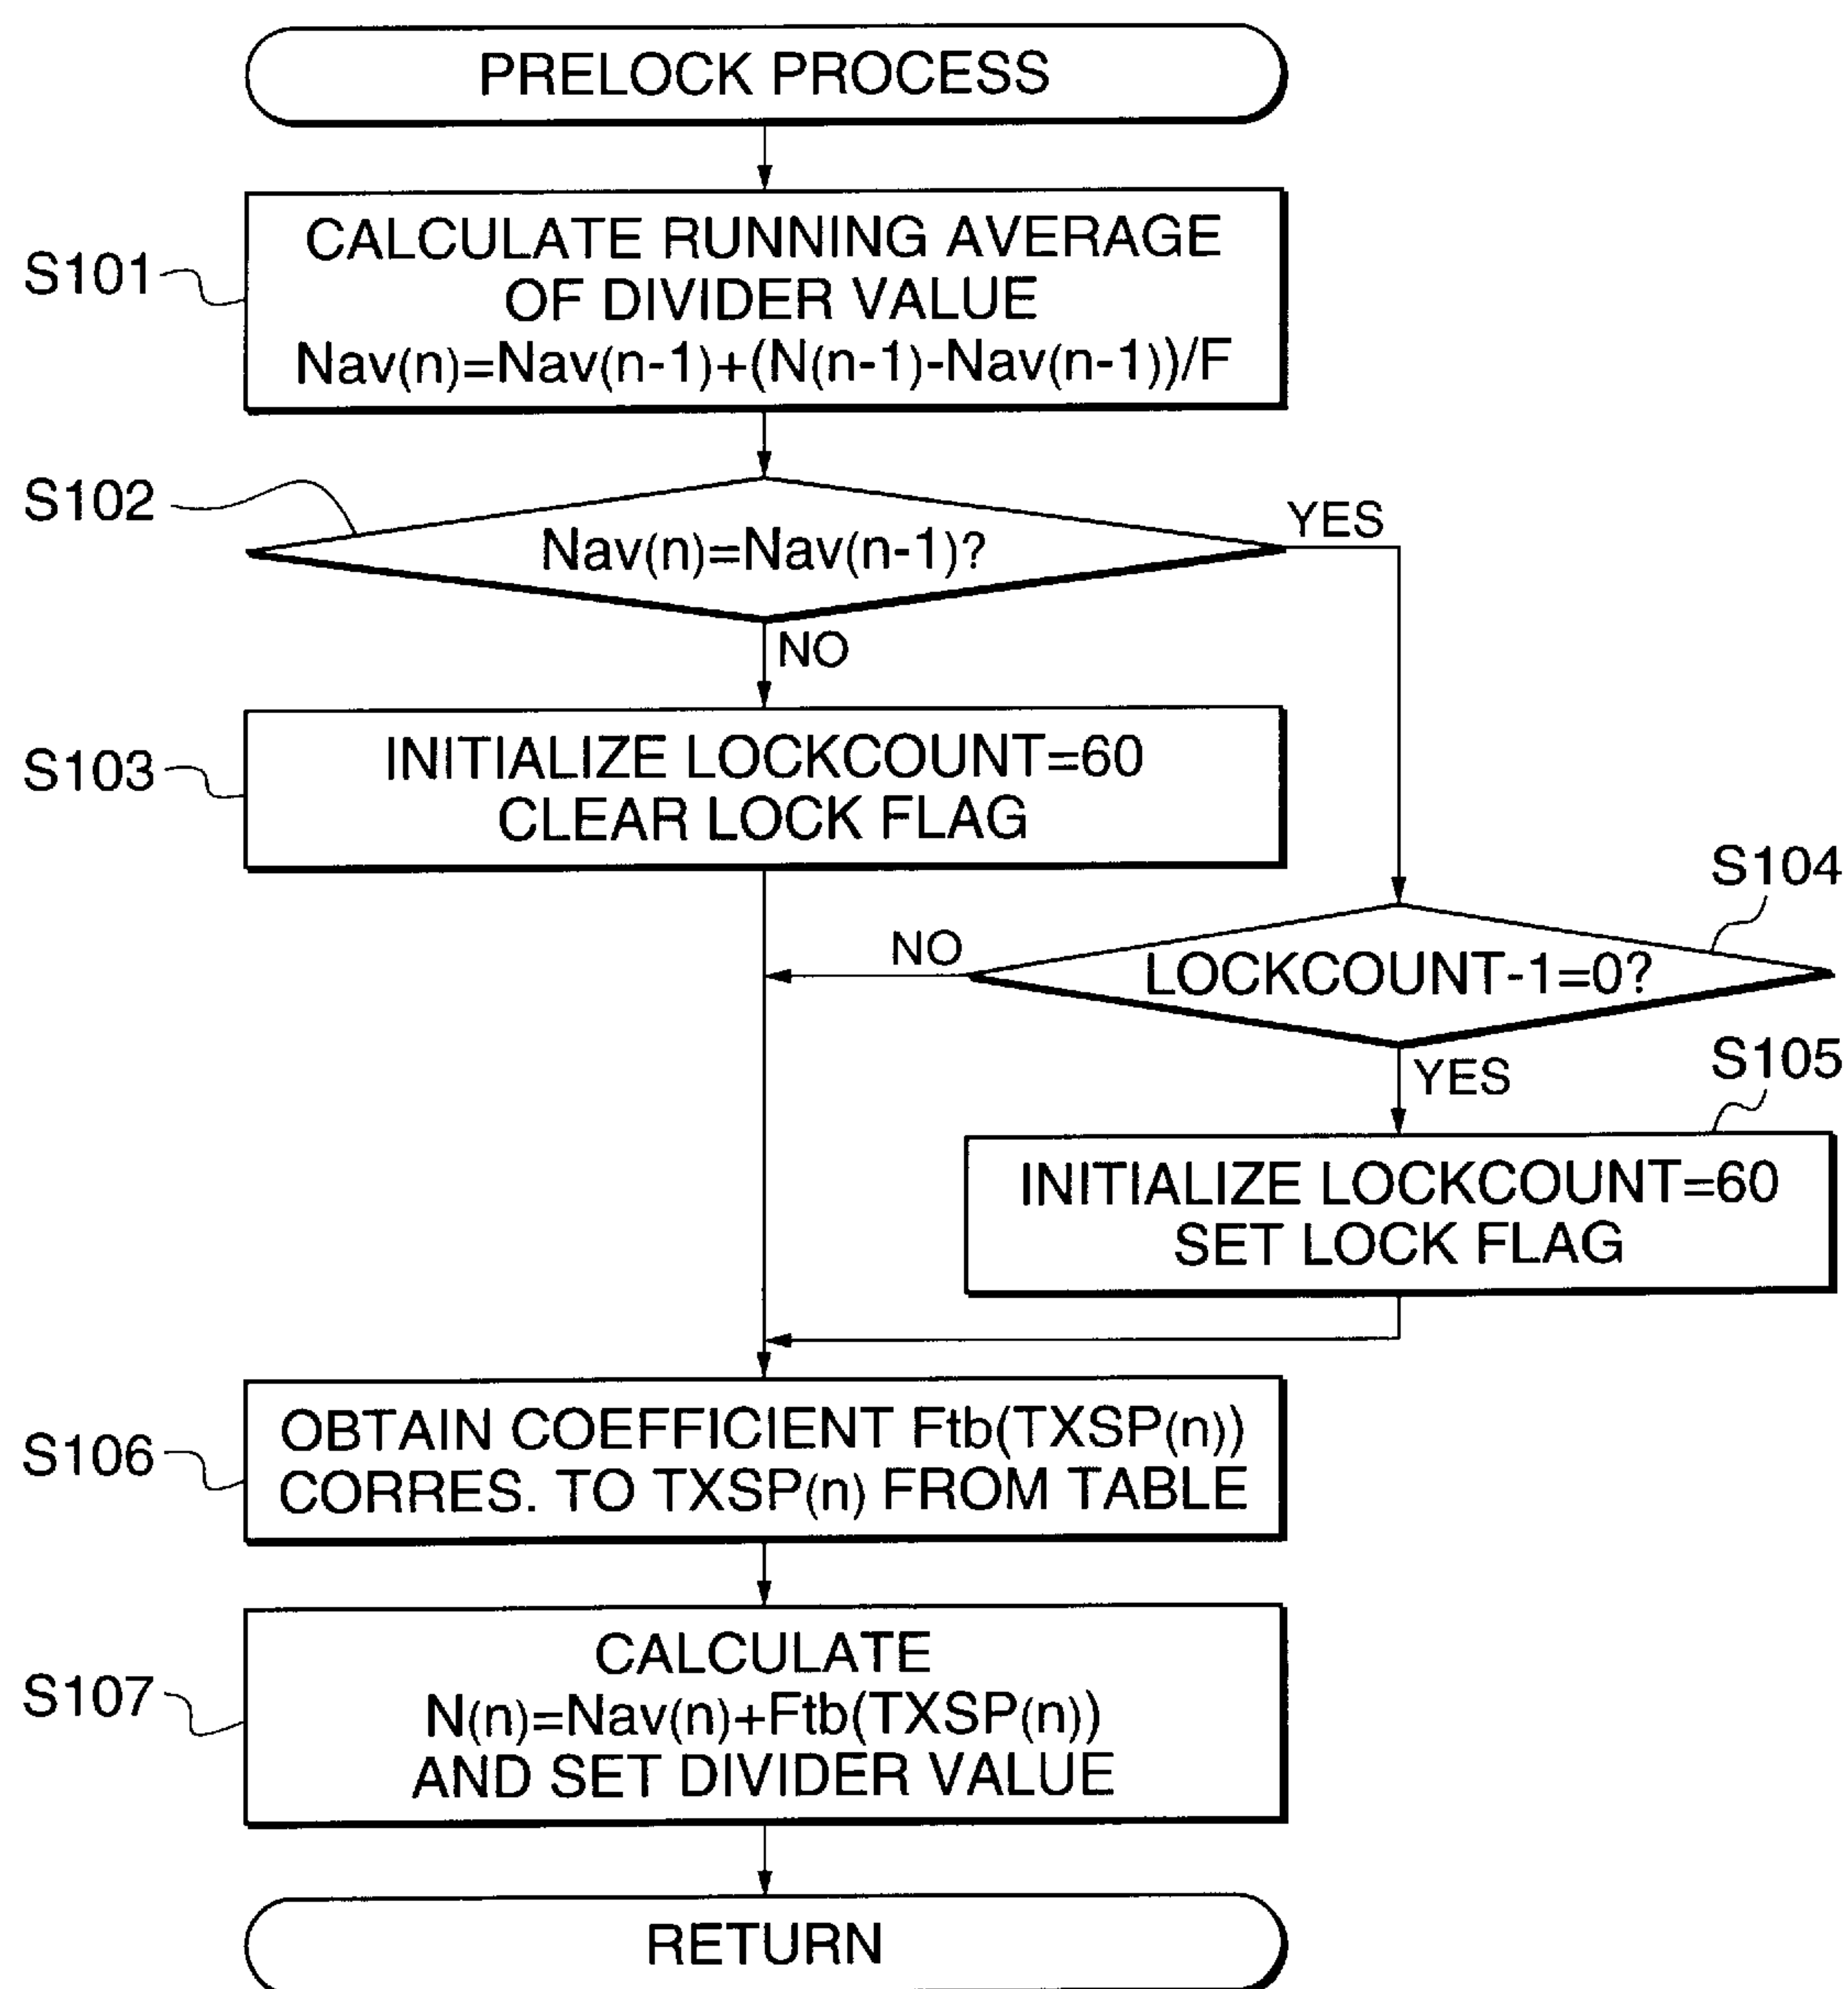 PRELOCK PROCESS
S101
CALCULATE RUNNING AVERAGE
OF DIVIDER VALUE
Nav(n)=Nav(n-1)+(N(n-1)-Nav(n-1))/F
S102
Nav(n)=Nav(n-1)?
YES
NO
S103
INITIALIZE LOCKCOUNT=60
CLEAR LOCK FLAG
S104
LOCKCOUNT-1=0?
NO
YES
S105
INITIALIZE LOCKCOUNT=60
SET LOCK FLAG
S106
OBTAIN COEFFICIENT Ftb(TXSP(n))
CORRES. TO TXSP(n) FROM TABLE
S107
CALCULATE
N(n)=Nav(n)+Ftb(TXSP(n))
AND SET DIVIDER VALUE
RETURN